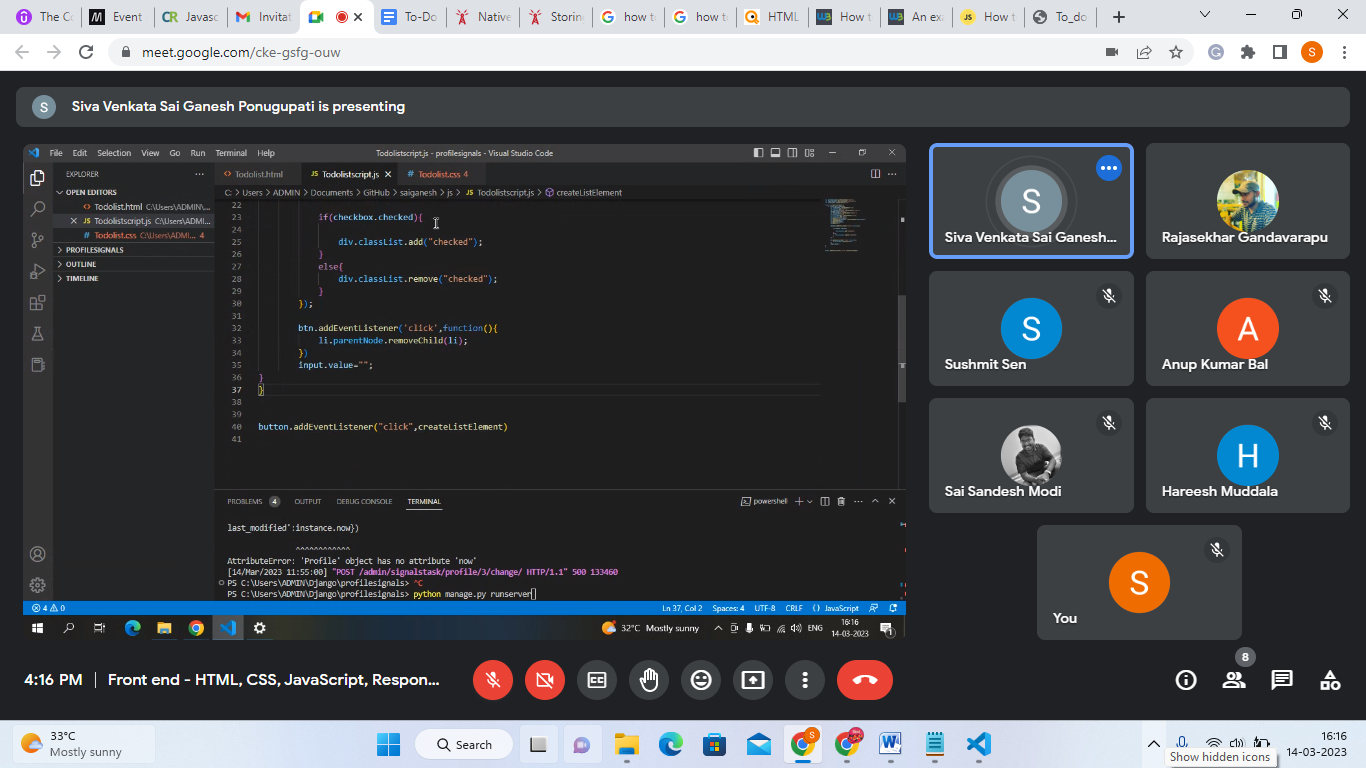 The Co
Event
Javasc
Invitat
To-Do
Native
Storin
how t
how t
HTML
How t
An exa
How t
To_do
meet.google.com/cke-gsfg-ouw
S
S Siva Venkata Sai Ganesh Ponugupati is presenting
File Edit Selection View Go Run Terminal Help Todolistscript.js - profilesignals - Visual Studio Code
EXPLORER
OPEN EDITORS
Todolist.html C:\Users\ADMIN\...
JS Todolistscript.js C:\Users\ADMI...
# Todolist.css C:\Users\ADMI... 4
PROFILESIGNALS
OUTLINE
TIMELINE
Todolist.html JS Todolistscript.js # Todolist.css 4
C: > Users > ADMIN > Documents > GitHub > saiganesh > js > JS Todolistscript.js > createListElement
22
23 if(checkbox.checked){
24
25 div.classList.add("checked");
26 }
27 else{
28 div.classList.remove("checked");
29 }
30 });
31
32 btn.addEventListener('click',function(){
33 li.parentNode.removeChild(li);
34 })
35 input.value="";
36 }
37 }
38
39
40 button.addEventListener("click",createListElement)
41
PROBLEMS 4 OUTPUT DEBUG CONSOLE TERMINAL powershell
last_modified':instance.now})
^^^^^^^^^^^^
AttributeError: 'Profile' object has no attribute 'now'
[14/Mar/2023 11:55:00] "POST /admin/signalstask/profile/3/change/ HTTP/1.1" 500 133460
PS C:\Users\ADMIN\Django\profilesignals> ^C
PS C:\Users\ADMIN\Django\profilesignals> python manage.py runserver
4 0 Ln 37, Col 2 Spaces: 4 UTF-8 CRLF {} JavaScript
32°C Mostly sunny ENG 16:16
14-03-2023
1
S
Siva Venkata Sai Ganesh...
Rajasekhar Gandavarapu
S
Sushmit Sen
A
Anup Kumar Bal
Sai Sandesh Modi
H
Hareesh Muddala
S
You
4:16 PM | Front end - HTML, CSS, JavaScript, Respon...
8
33°C
Mostly sunny
Search
16:16
14-03-2023
Show hidden icons